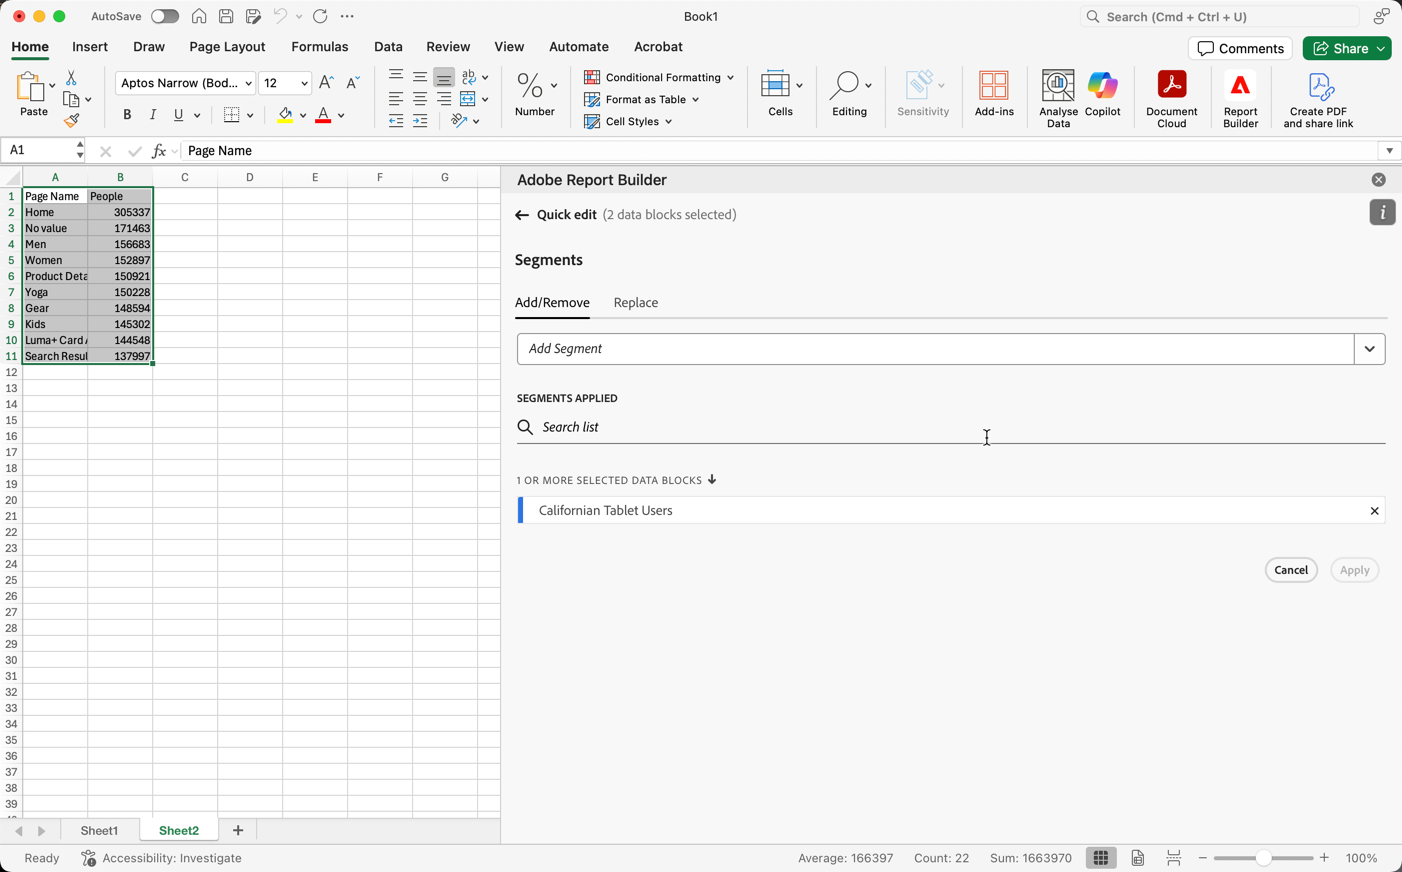 AutoSave
Book1
Search (Cmd + Ctrl + U)
Home Insert Draw Page Layout Formulas Data Review View Automate Acrobat
Comments Share
Paste
Aptos Narrow (Bod... 12
B I U
Number
Conditional Formatting
Format as Table
Cell Styles
Cells
Editing
Sensitivity
Add-ins
Analyse Data
Copilot
Document Cloud
Report Builder
Create PDF and share link
A1 fx Page Name
A B C D E F G
1 Page Name People
2 Home 305337
3 No value 171463
4 Men 156683
5 Women 152897
6 Product Deta 150921
7 Yoga 150228
8 Gear 148594
9 Kids 145302
10 Luma+ Card 144548
11 Search Resul 137997
12
13
14
15
16
17
18
19
20
21
22
23
24
25
26
27
28
29
30
31
32
33
34
35
36
37
38
39
Adobe Report Builder
Quick edit (2 data blocks selected)
Segments
Add/Remove Replace
Add Segment
SEGMENTS APPLIED
Search list
1 OR MORE SELECTED DATA BLOCKS
Californian Tablet Users
Cancel Apply
Sheet1 Sheet2
Ready Accessibility: Investigate Average: 166397 Count: 22 Sum: 1663970 100%